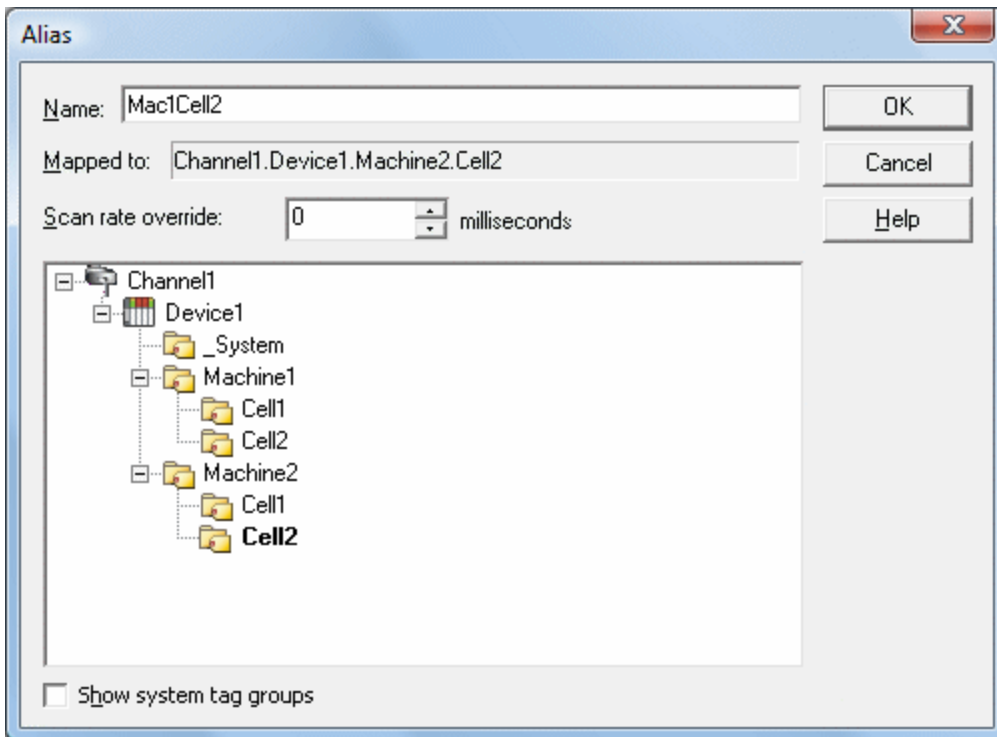 Alias
Name: Mac1Cell2
OK
Mapped to: Channel1.Device1.Machine2.Cell2
Cancel
Scan rate override: 0 milliseconds
Help
Channel1
Device1
_System
Machine1
Cell1
Cell2
Machine2
Cell1
Cell2
Show system tag groups